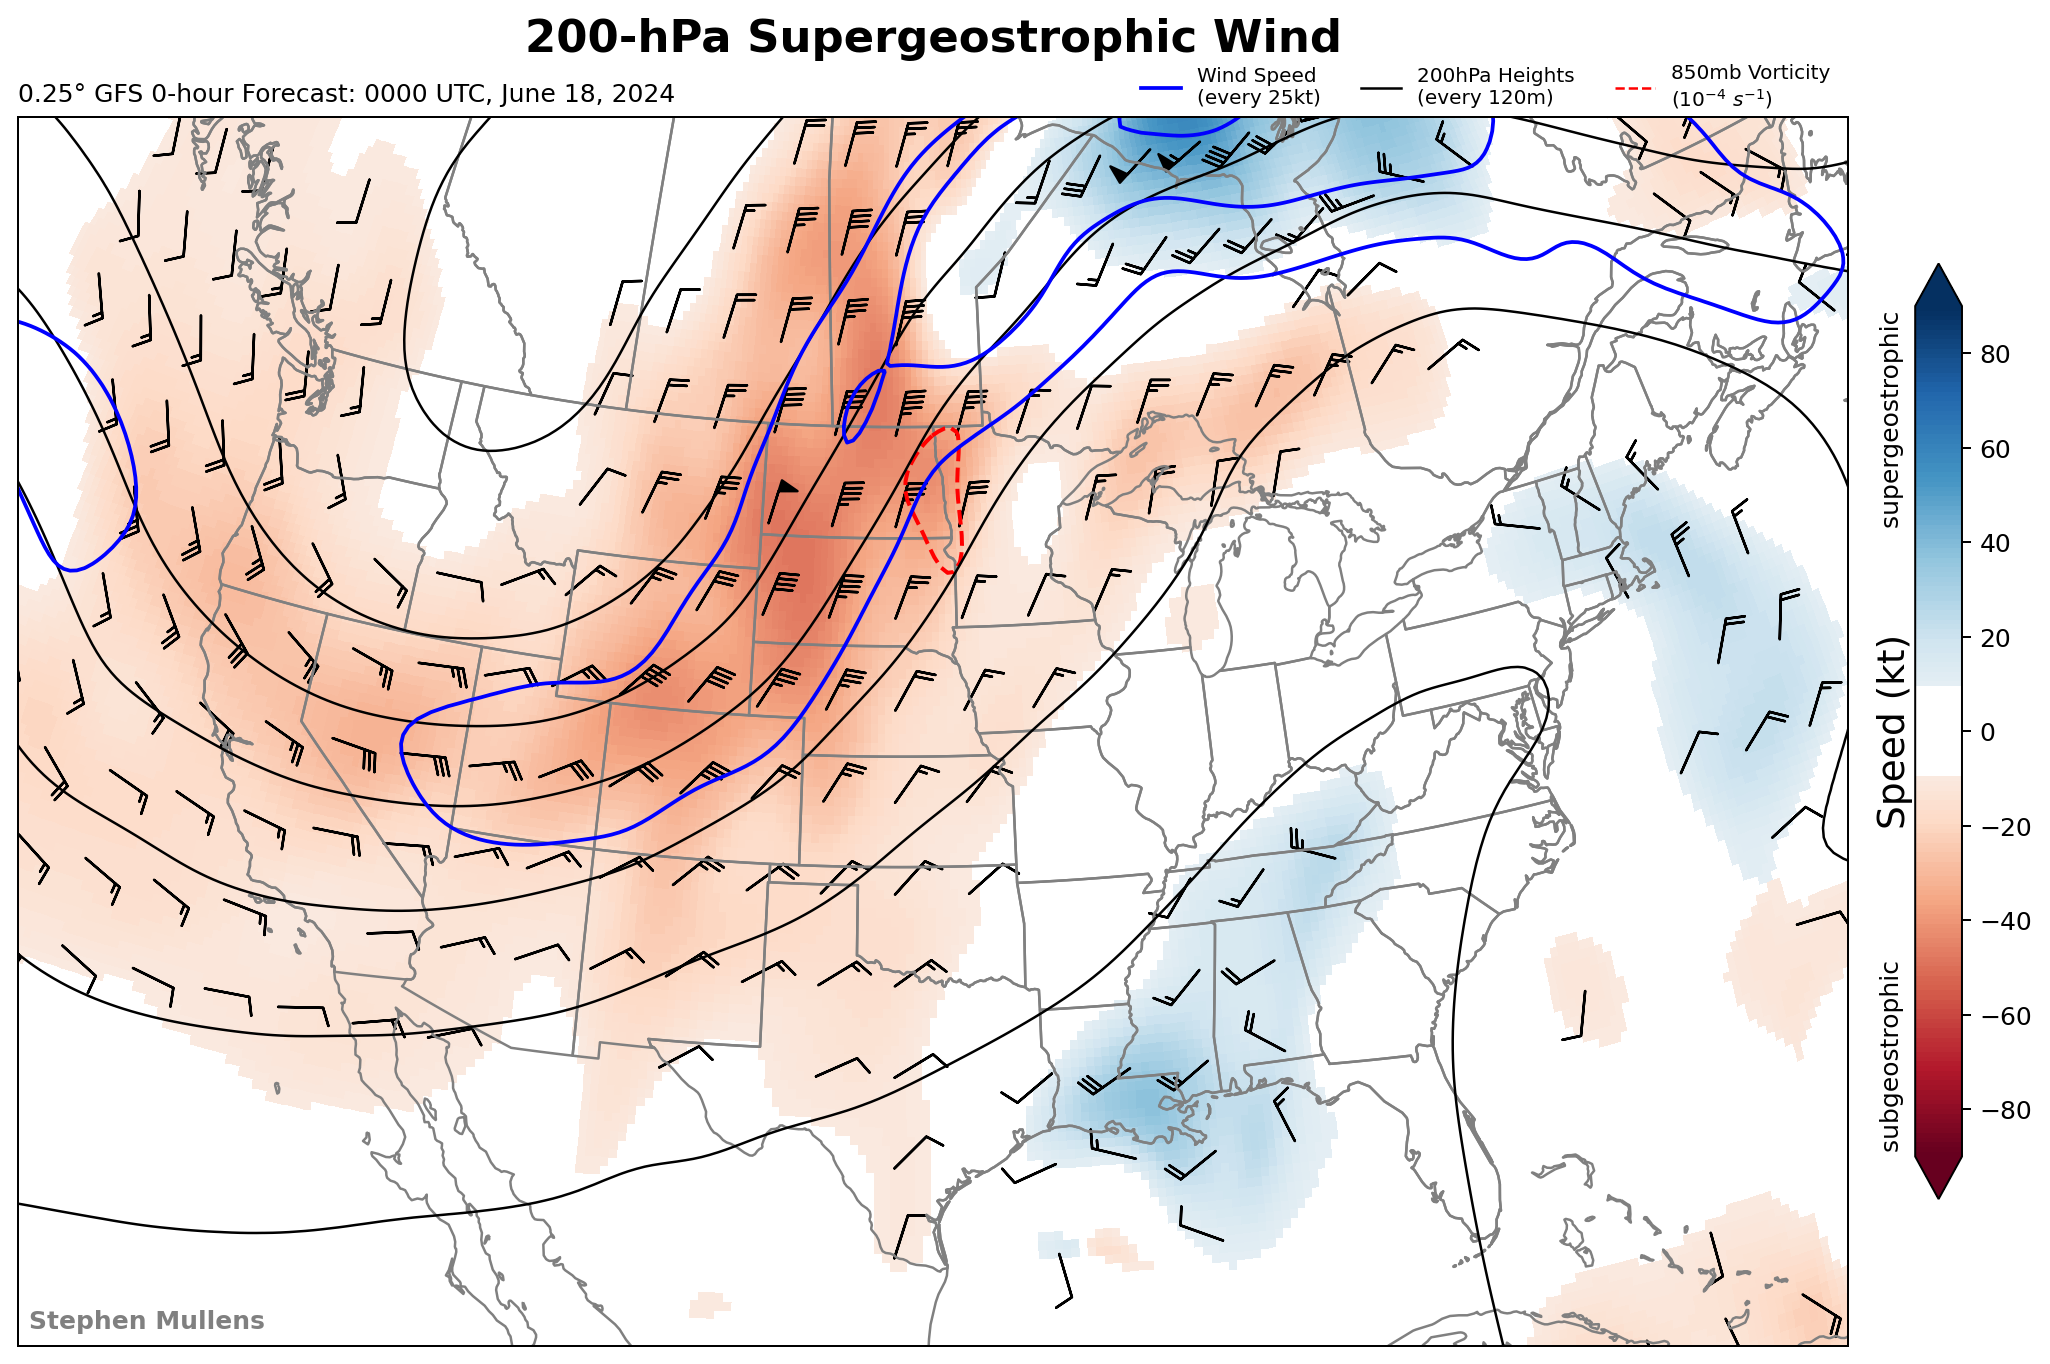 200-hPa Supergeostrophic Wind
0.25° GFS 0-hour Forecast: 0000 UTC, June 18, 2024
Wind Speed
(every 25kt)
200hPa Heights
(every 120m)
850mb Vorticity
(10⁻⁴ s⁻¹)
supergeostrophic
Speed (kt)
subgeostrophic
80
60
40
20
0
−20
−40
−60
−80
Stephen Mullens